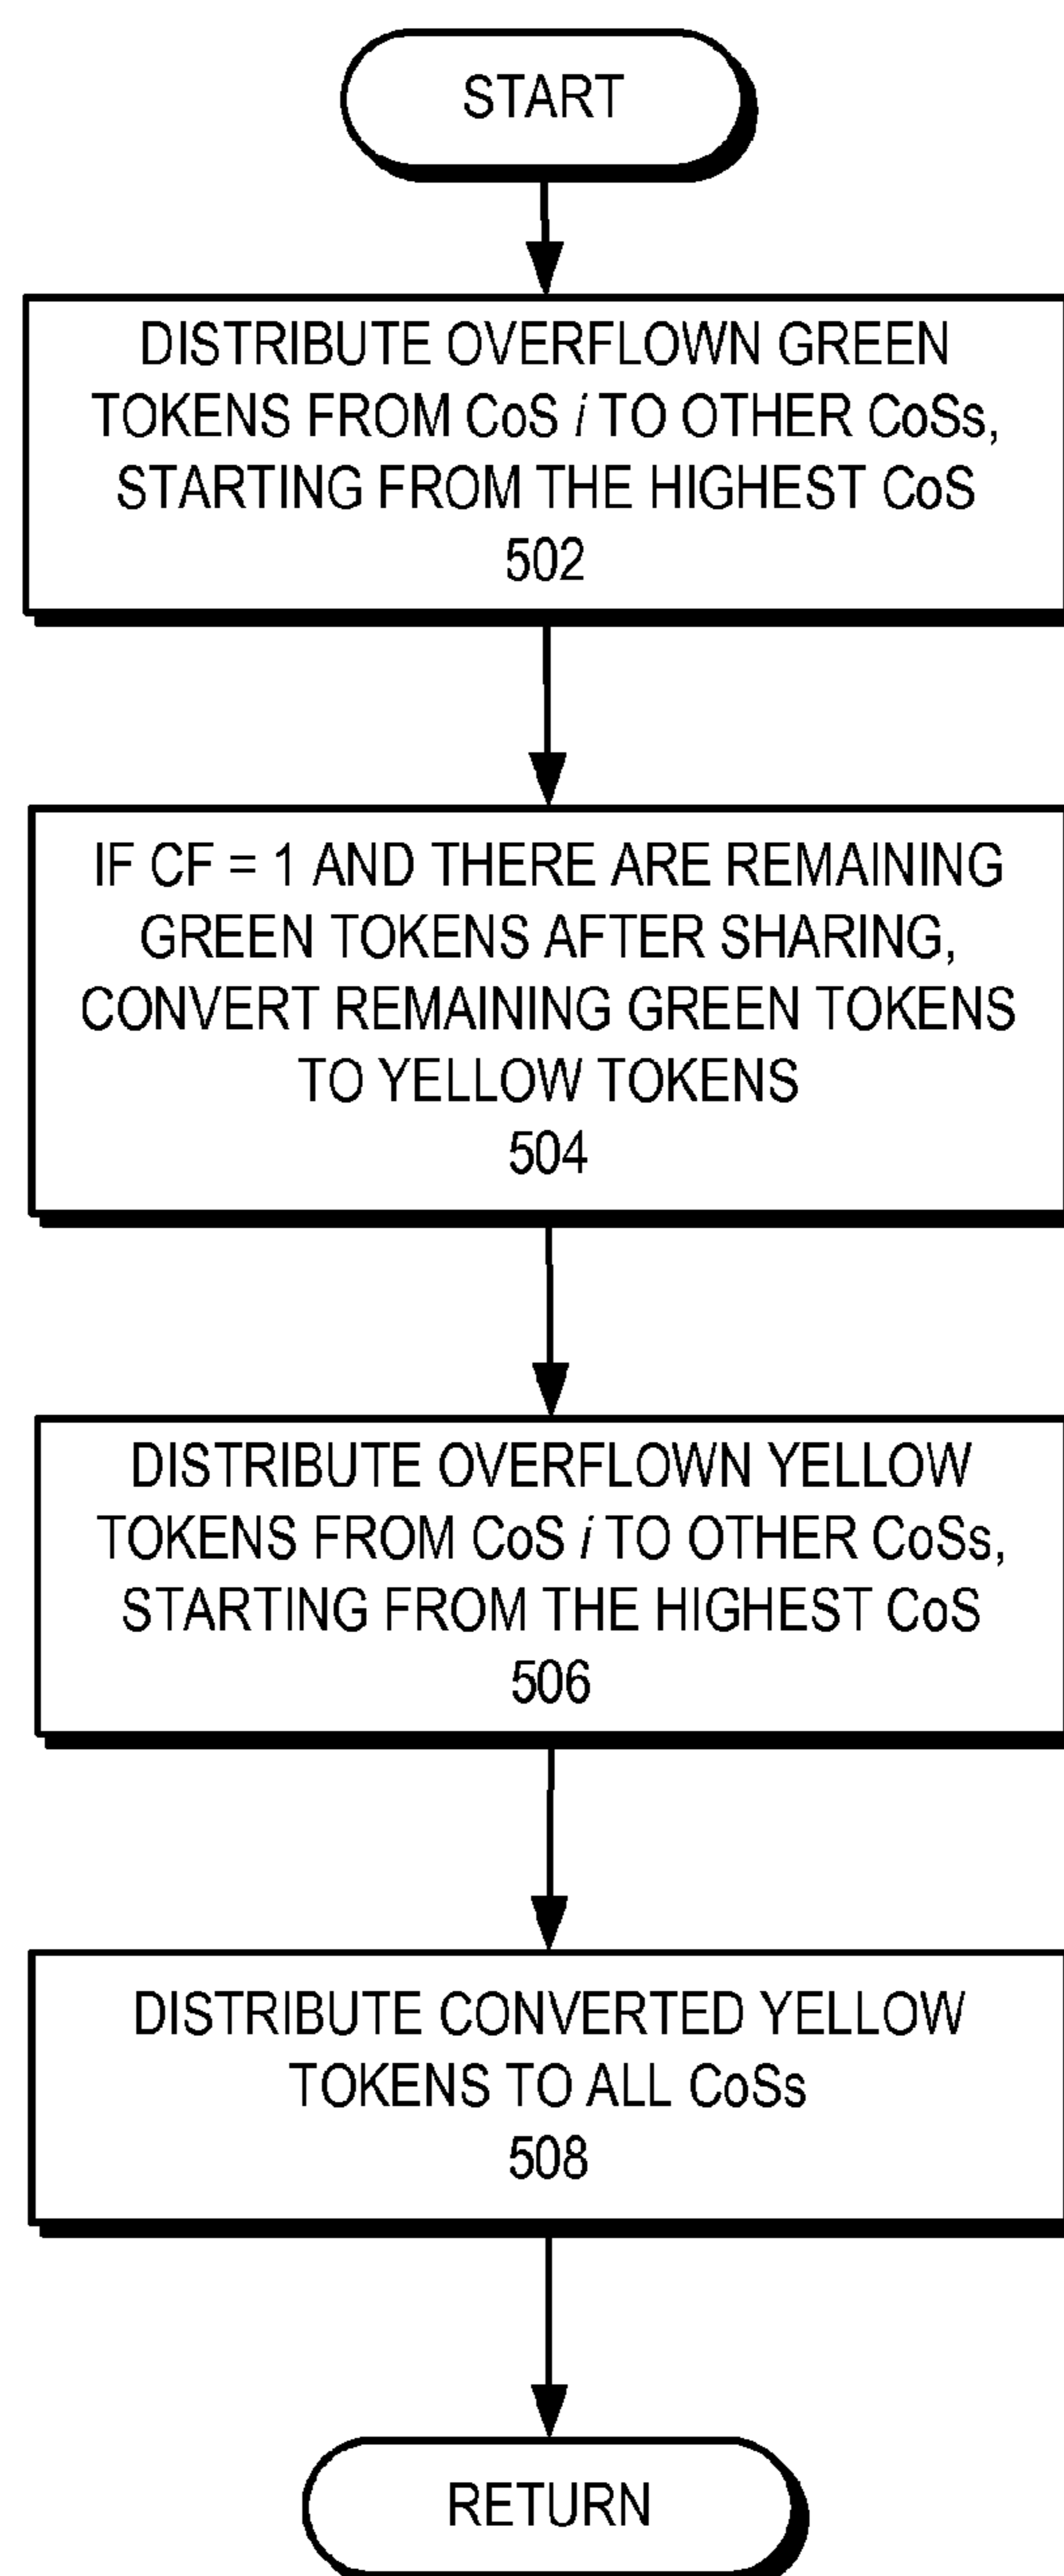 START
DISTRIBUTE OVERFLOWN GREEN
TOKENS FROM CoS i TO OTHER CoSs,
STARTING FROM THE HIGHEST CoS
502
IF CF = 1 AND THERE ARE REMAINING
GREEN TOKENS AFTER SHARING,
CONVERT REMAINING GREEN TOKENS
TO YELLOW TOKENS
504
DISTRIBUTE OVERFLOWN YELLOW
TOKENS FROM CoS i TO OTHER CoSs,
STARTING FROM THE HIGHEST CoS
506
DISTRIBUTE CONVERTED YELLOW
TOKENS TO ALL CoSs
508
RETURN